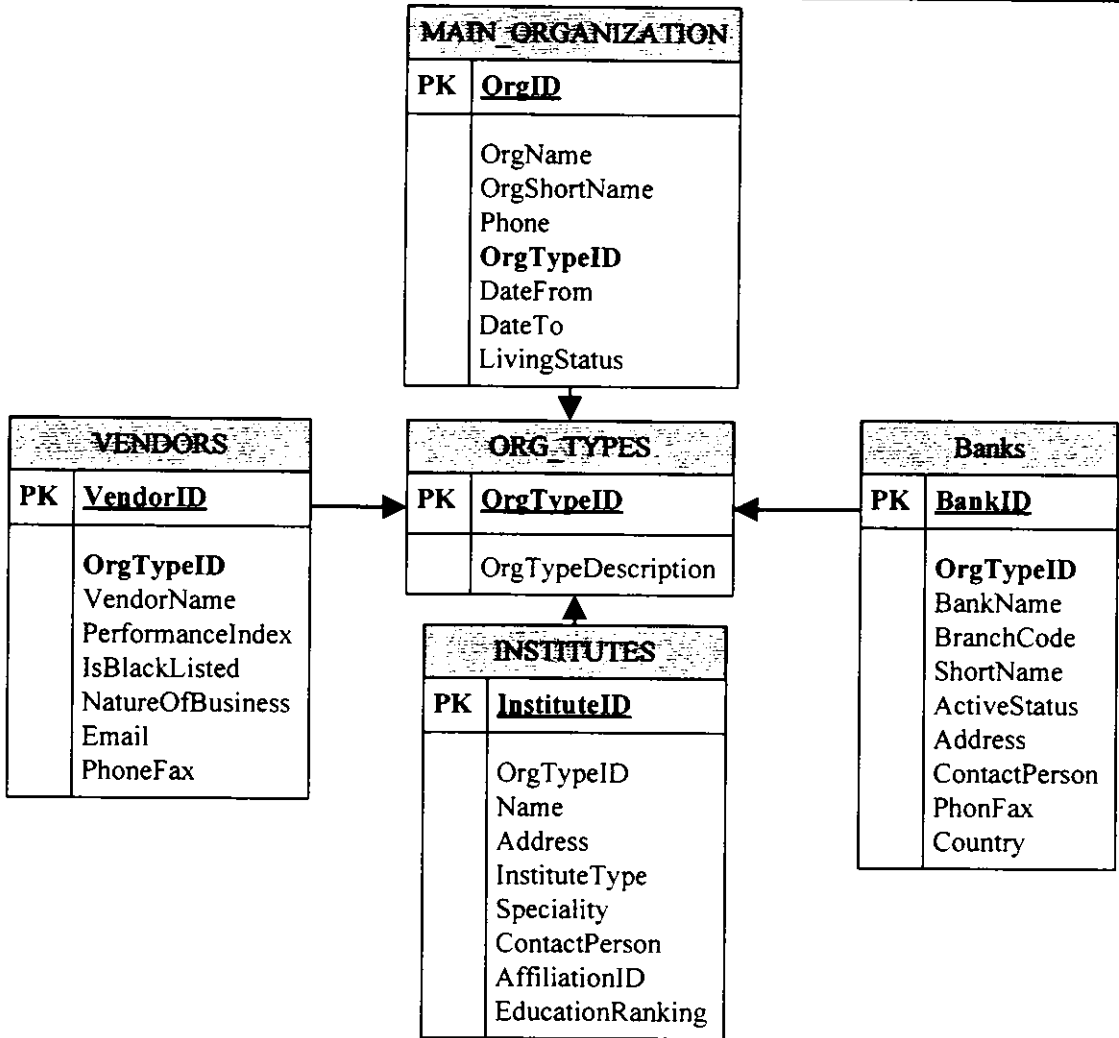 MAIN_ORGANIZATION
PK OrgID
OrgName
OrgShortName
Phone
OrgTypeID
DateFrom
DateTo
LivingStatus
VENDORS
PK VendorID
OrgTypeID
VendorName
PerformanceIndex
IsBlackListed
NatureOfBusiness
Email
PhoneFax
ORG_TYPES
PK OrgTypeID
OrgTypeDescription
Banks
PK BankID
OrgTypeID
BankName
BranchCode
ShortName
ActiveStatus
Address
ContactPerson
PhonFax
Country
INSTITUTES
PK InstituteID
OrgTypeID
Name
Address
InstituteType
Speciality
ContactPerson
AffiliationID
EducationRanking